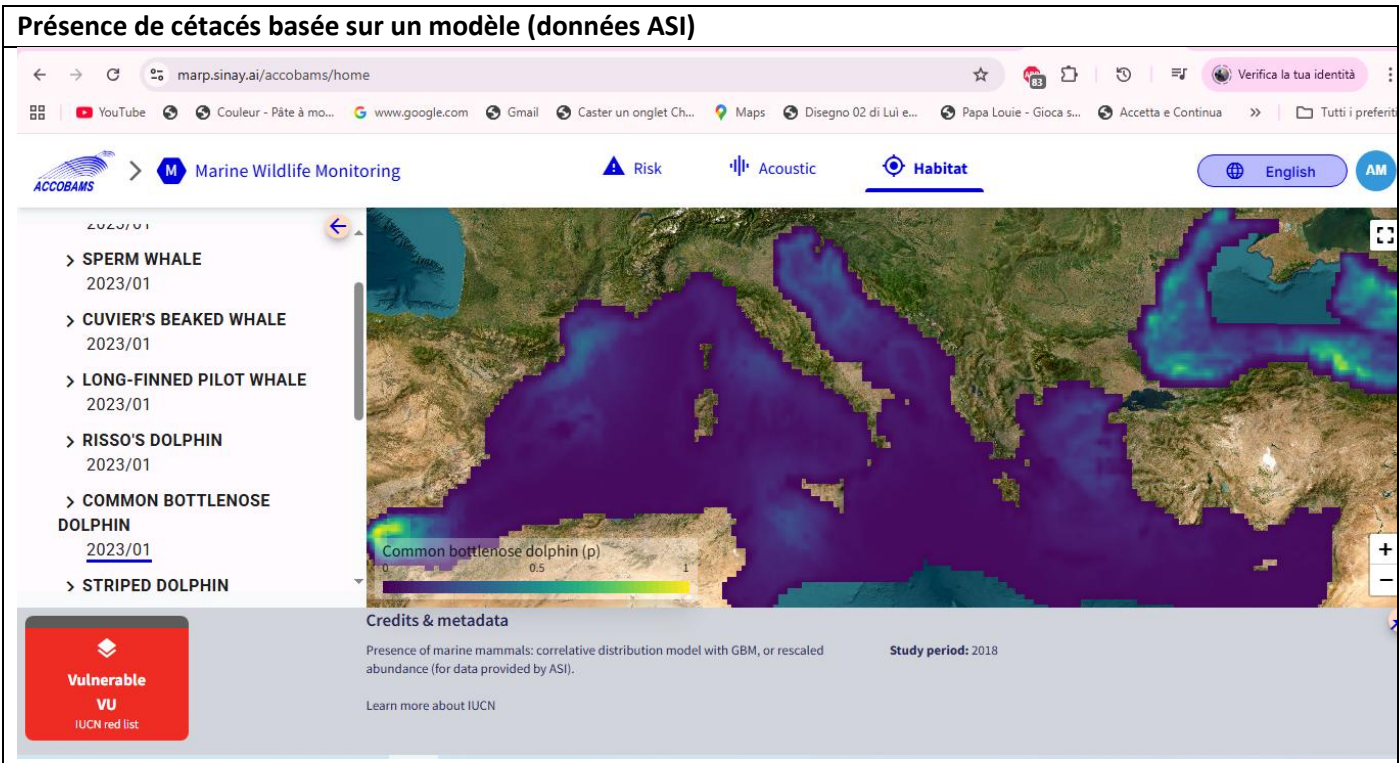 Présence de cétacés basée sur un modèle (données ASI)
marp.sinay.ai/accobams/home
83
Verifica la tua identità
YouTube
Couleur - Pâte à mo...
www.google.com
Gmail
Caster un onglet Ch...
Maps
Disegno 02 di Luì e...
Papa Louie - Gioca s...
Accetta e Continua
»
Tutti i preferiti
ACCOBAMS
M
Marine Wildlife Monitoring
Risk
Acoustic
Habitat
English
AM
2023/01
> SPERM WHALE
2023/01
> CUVIER'S BEAKED WHALE
2023/01
> LONG-FINNED PILOT WHALE
2023/01
> RISSO'S DOLPHIN
2023/01
> COMMON BOTTLENOSE
DOLPHIN
2023/01
> STRIPED DOLPHIN
Common bottlenose dolphin (p)
0 0.5 1
+
−
Vulnerable
VU
IUCN red list
Credits & metadata
Presence of marine mammals: correlative distribution model with GBM, or rescaled
abundance (for data provided by ASI).
Learn more about IUCN
Study period: 2018